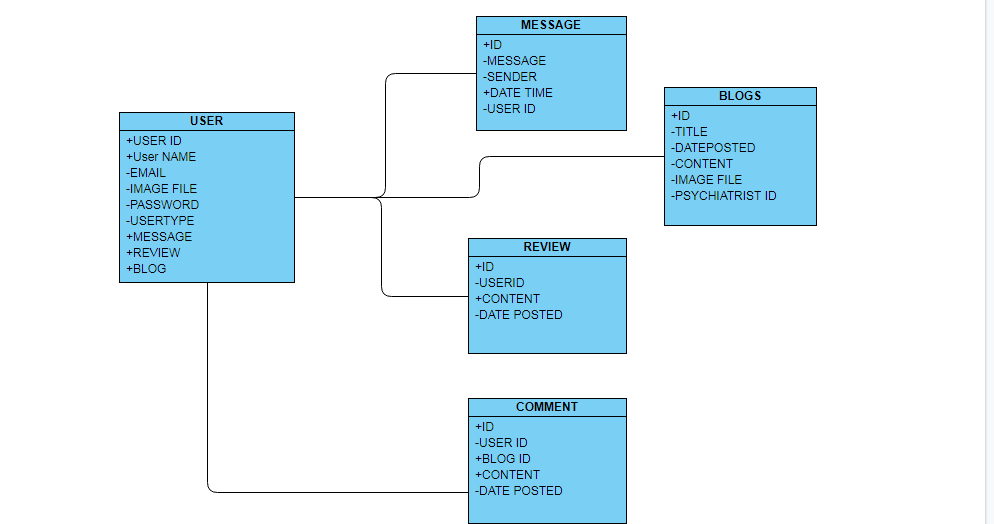 MESSAGE
+ID
-MESSAGE
-SENDER
+DATE TIME
-USER ID
BLOGS
+ID
-TITLE
-DATEPOSTED
-CONTENT
-IMAGE FILE
-PSYCHIATRIST ID
USER
+USER ID
+User NAME
-EMAIL
-IMAGE FILE
-PASSWORD
-USERTYPE
+MESSAGE
+REVIEW
+BLOG
REVIEW
+ID
-USERID
+CONTENT
-DATE POSTED
COMMENT
+ID
-USER ID
+BLOG ID
+CONTENT
-DATE POSTED